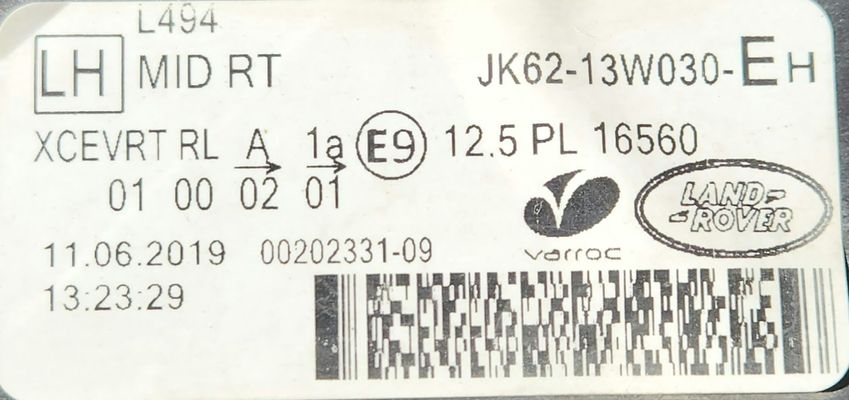 L494
LH MID RT JK62-13W030-EH
XCEVRT RL A 1a E9 12.5 PL 16560
01 00 02 01
LAND-
-ROVER
varroc
11.06.2019 00202331-09
13:23:29